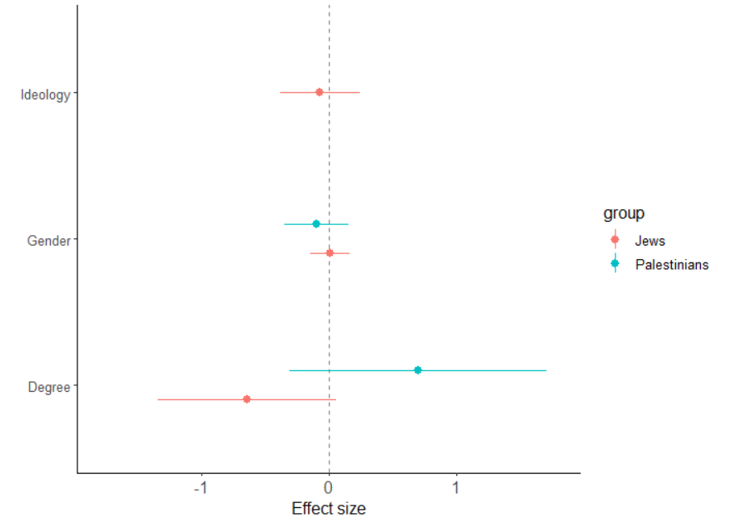 Ideology
Gender
Degree
-1 0 1
Effect size
group
Jews
Palestinians